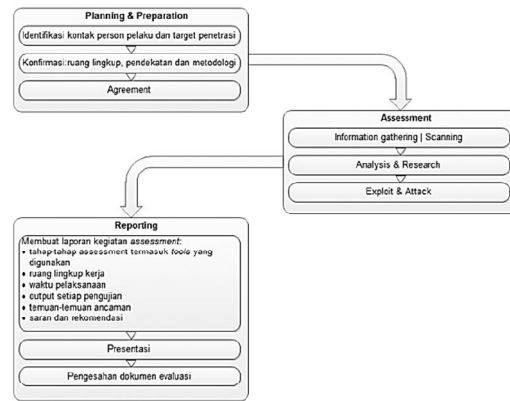 Planning & Preparation
Identifikasi kontak person pelaku dan target penetrasi
Konfirmasi:ruang lingkup, pendekatan dan metodologi
Agreement
Assessment
Information gathering | Scanning
Analysis & Research
Exploit & Attack
Reporting
Membuat laporan kegiatan assessment:
• tahap-tahap assessment termasuk tools yang
digunakan
• ruang lingkup kerja
• waktu pelaksanaan
• output setiap pengujian
• temuan-temuan ancaman
• saran dan rekomendasi
Presentasi
Pengesahan dokumen evaluasi